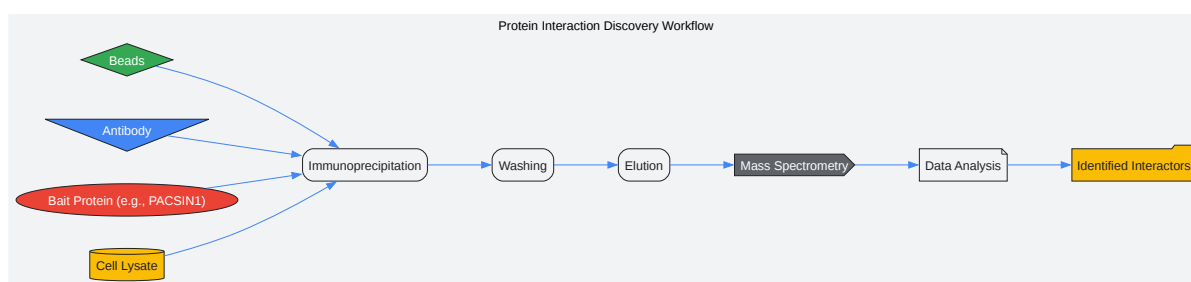 Protein Interaction Discovery Workflow
Beads
Antibody
Bait Protein (e.g., PACSIN1)
Cell Lysate
Immunoprecipitation
Washing
Elution
Mass Spectrometry
Data Analysis
Identified Interactors